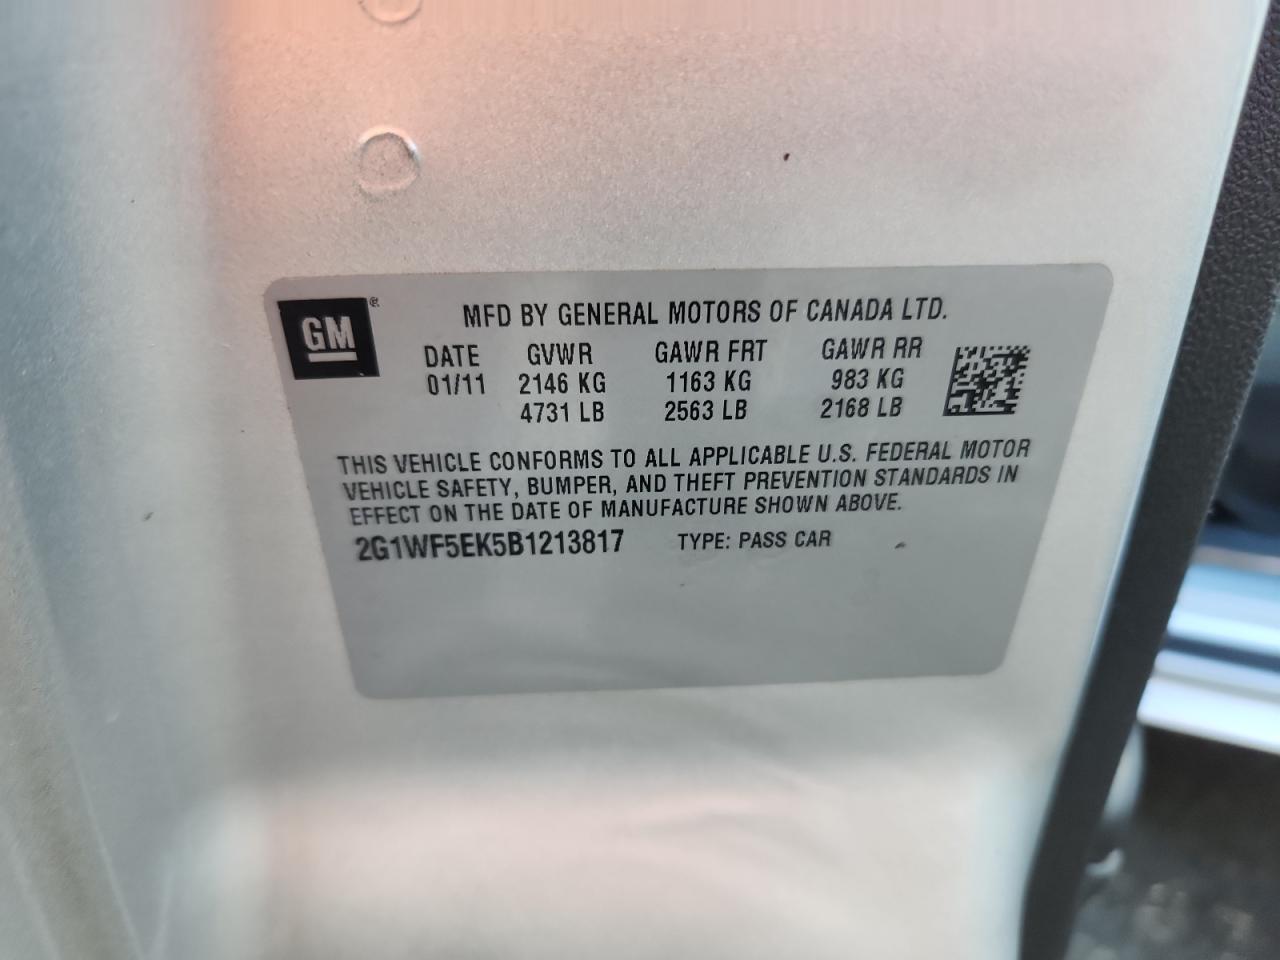 GM®
MFD BY GENERAL MOTORS OF CANADA LTD.
DATE GVWR GAWR FRT GAWR RR
01/11 2146 KG 1163 KG 983 KG
4731 LB 2563 LB 2168 LB
THIS VEHICLE CONFORMS TO ALL APPLICABLE U.S. FEDERAL MOTOR
VEHICLE SAFETY, BUMPER, AND THEFT PREVENTION STANDARDS IN
EFFECT ON THE DATE OF MANUFACTURE SHOWN ABOVE.
2G1WF5EK5B1213817 TYPE: PASS CAR